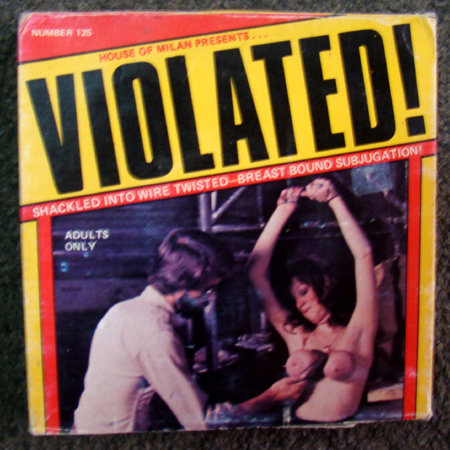 NUMBER 125
HOUSE OF MILAN PRESENTS...
VIOLATED!
SHACKLED INTO WIRE TWISTED—BREAST BOUND SUBJUGATION!
ADULTS
ONLY